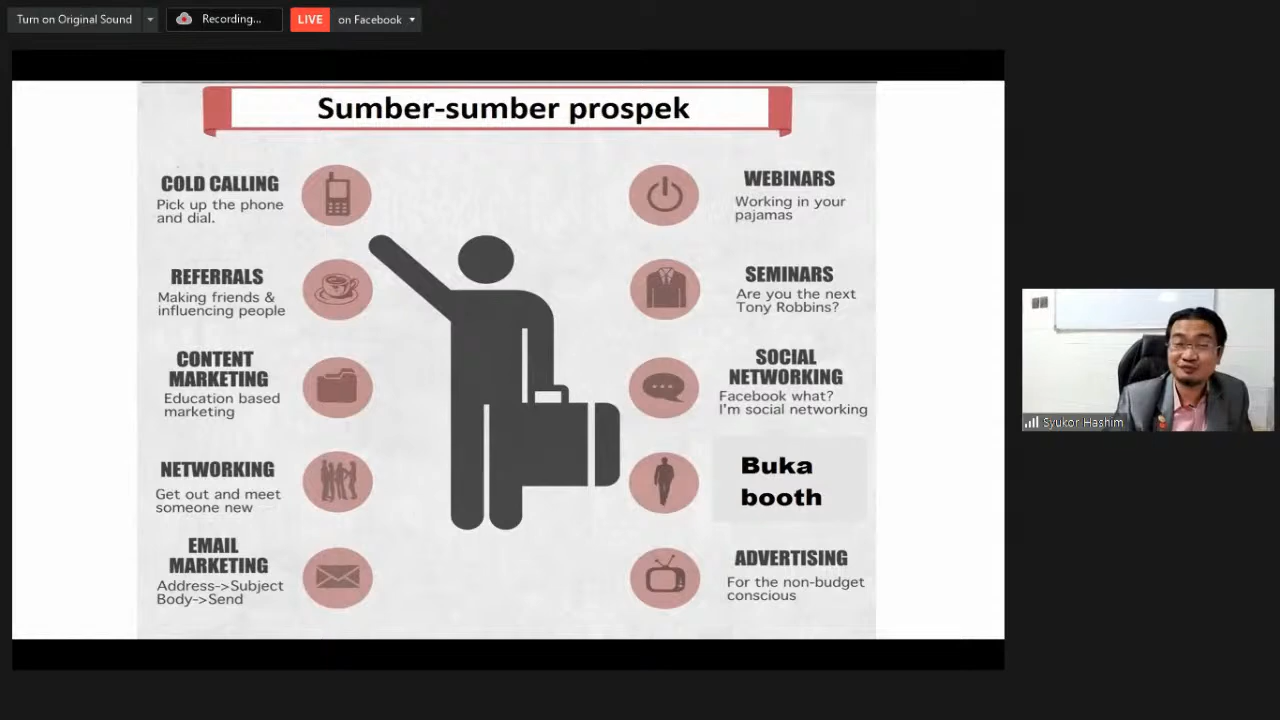 Turn on Original Sound
Recording...
LIVE on Facebook
Sumber-sumber prospek
COLD CALLING
Pick up the phone
and dial.
REFERRALS
Making friends &
influencing people
CONTENT
MARKETING
Education based
marketing
NETWORKING
Get out and meet
someone new
EMAIL
MARKETING
Address->Subject
Body->Send
WEBINARS
Working in your
pajamas
SEMINARS
Are you the next
Tony Robbins?
SOCIAL
NETWORKING
Facebook what?
I'm social networking
Buka
booth
ADVERTISING
For the non-budget
conscious
Syukor Hashim